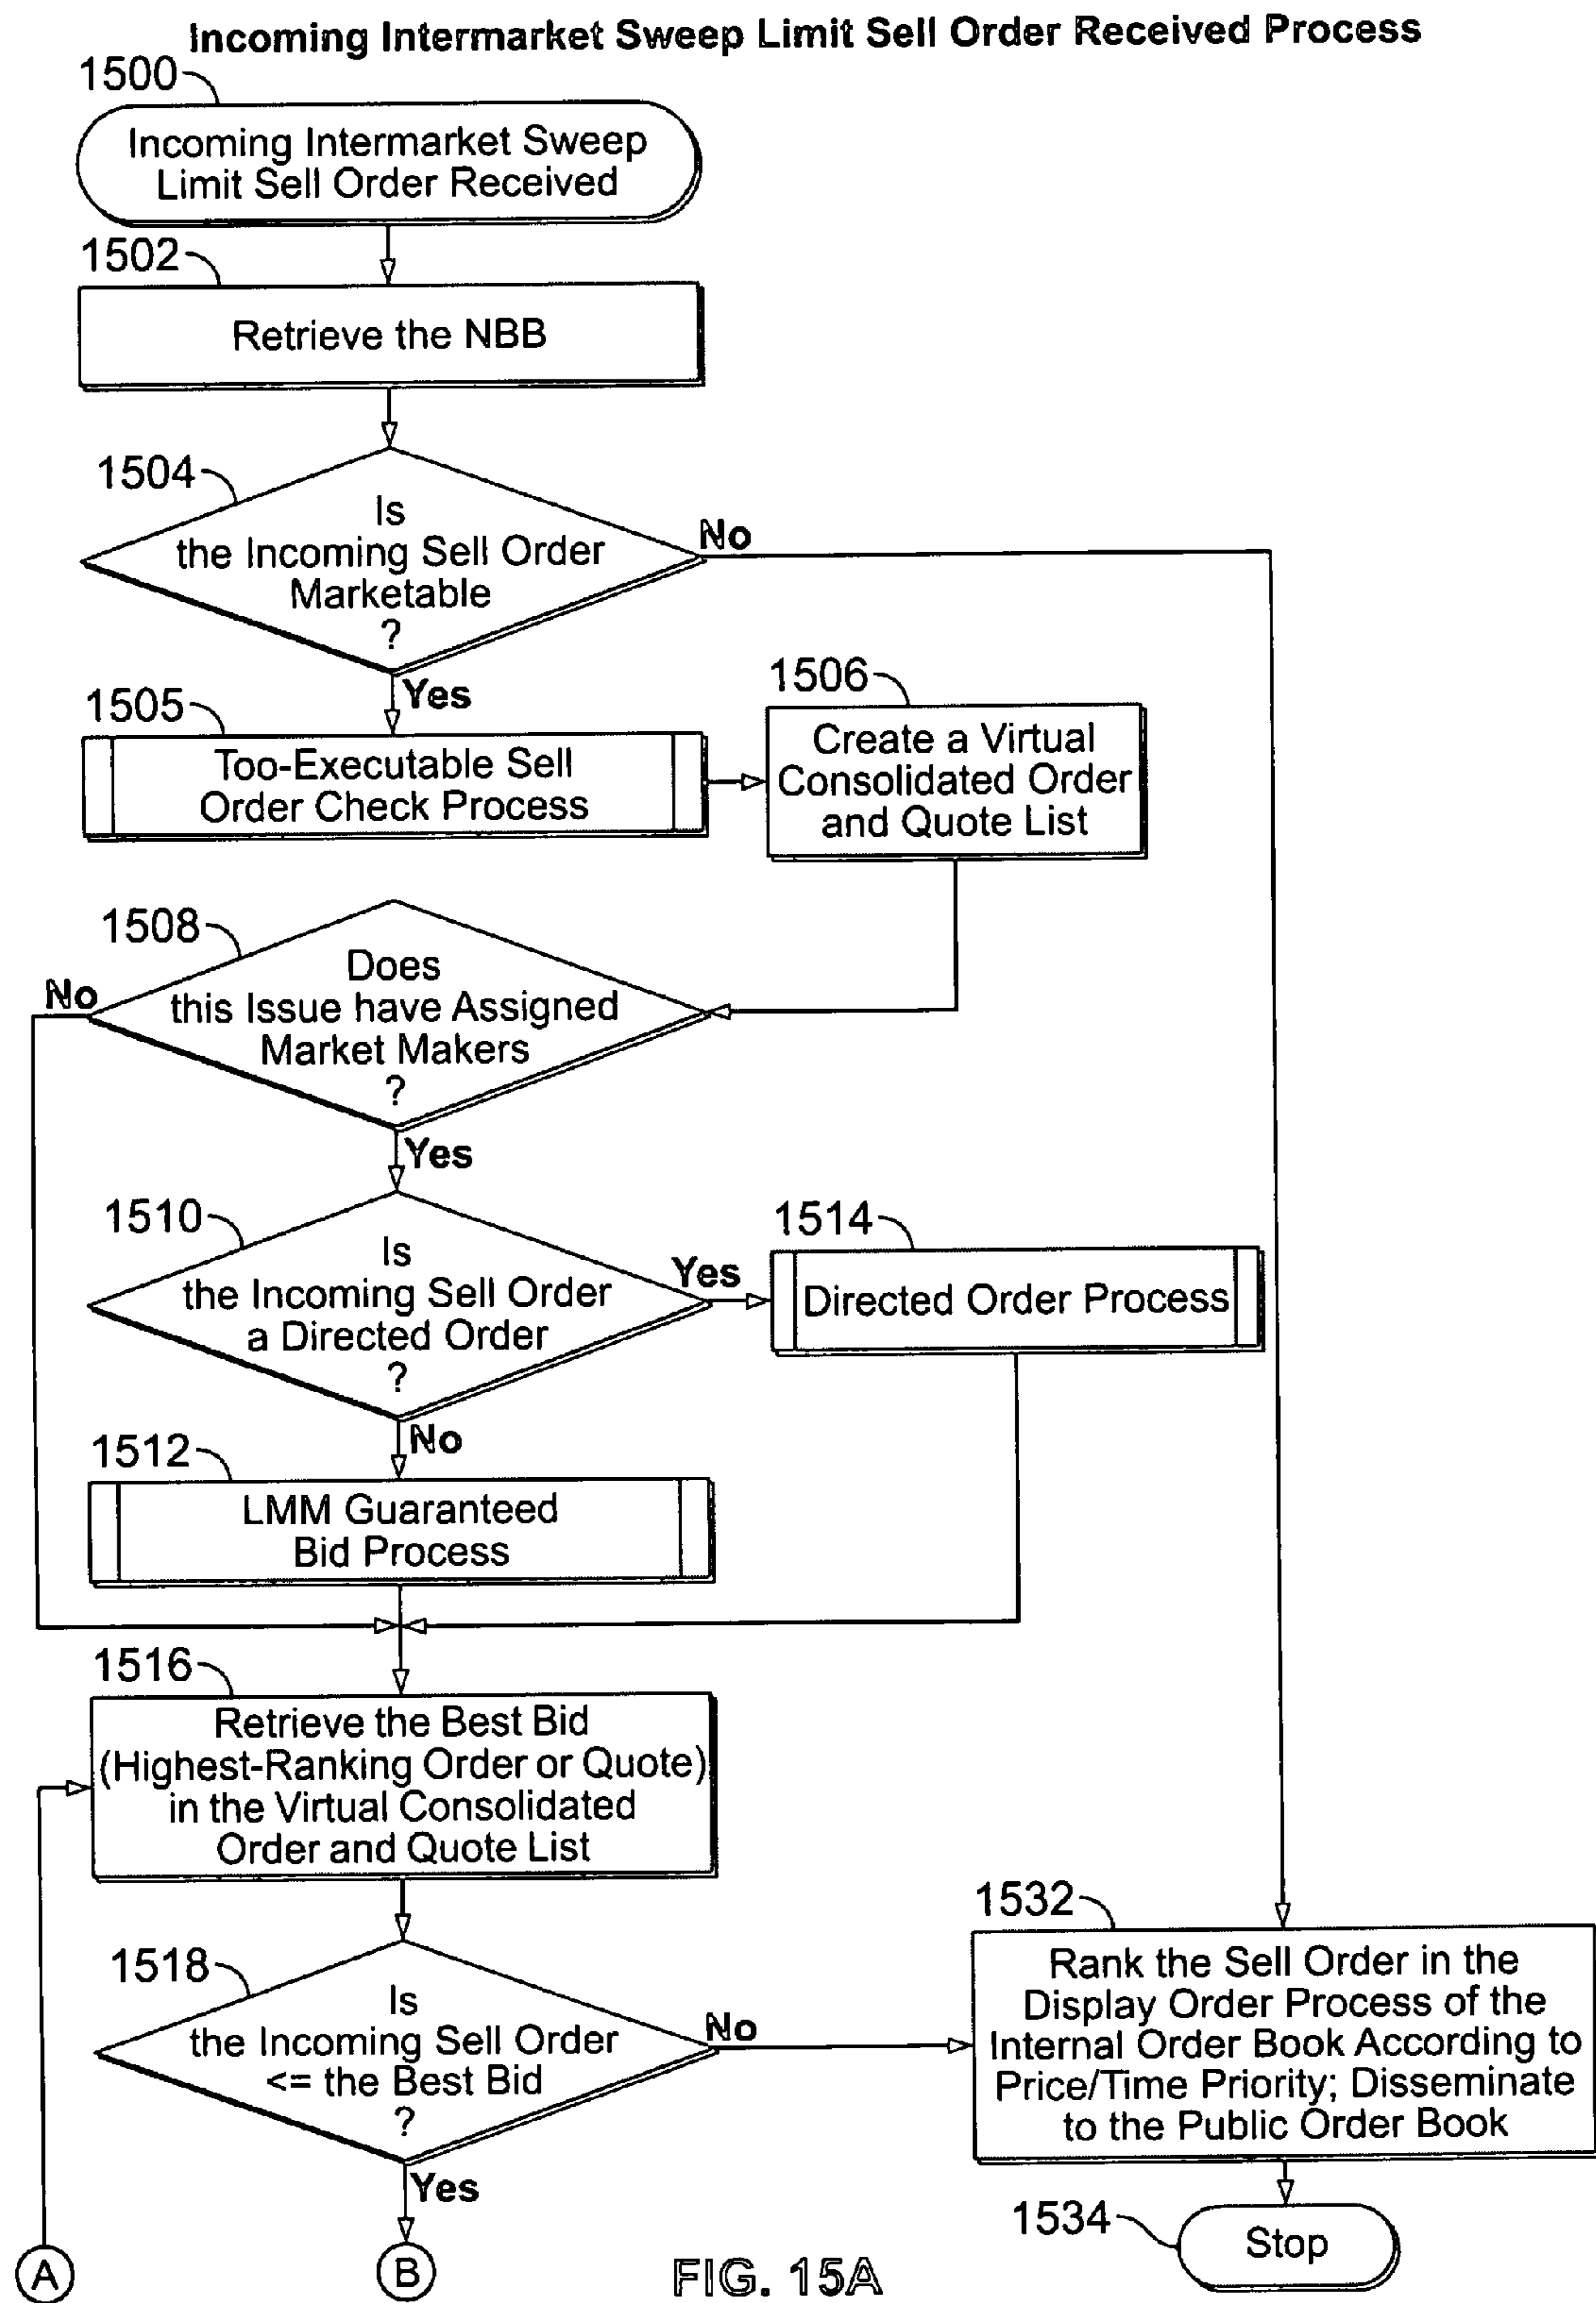 Incoming Intermarket Sweep Limit Sell Order Received Process
1500
Incoming Intermarket Sweep
Limit Sell Order Received
1502
Retrieve the NBB
1504
Is
the Incoming Sell Order
Marketable
?
No
Yes
1505
Too-Executable Sell
Order Check Process
1506
Create a Virtual
Consolidated Order
and Quote List
1508
Does
this Issue have Assigned
Market Makers
?
No
Yes
1510
Is
the Incoming Sell Order
a Directed Order
?
Yes
1514
Directed Order Process
No
1512
LMM Guaranteed
Bid Process
1516
Retrieve the Best Bid
(Highest-Ranking Order or Quote)
in the Virtual Consolidated
Order and Quote List
1518
Is
the Incoming Sell Order
<= the Best Bid
?
No
Yes
1532
Rank the Sell Order in the
Display Order Process of the
Internal Order Book According to
Price/Time Priority; Disseminate
to the Public Order Book
1534
Stop
A
B
FIG. 15A